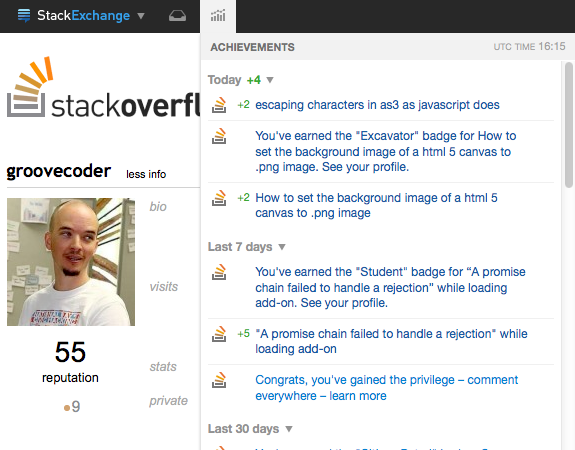 StackExchange
ACHIEVEMENTS
UTC TIME 16:15
stackoverfl
groovecoder less info
bio
visits
55
reputation
9
stats
private
Today +4
+2 escaping characters in as3 as javascript does
You've earned the "Excavator" badge for How to
set the background image of a html 5 canvas to
.png image. See your profile.
+2 How to set the background image of a html 5
canvas to .png image
Last 7 days
You've earned the "Student" badge for “A promise
chain failed to handle a rejection” while loading
add-on. See your profile.
+5 "A promise chain failed to handle a rejection" while
loading add-on
Congrats, you've gained the privilege – comment
everywhere – learn more
Last 30 days